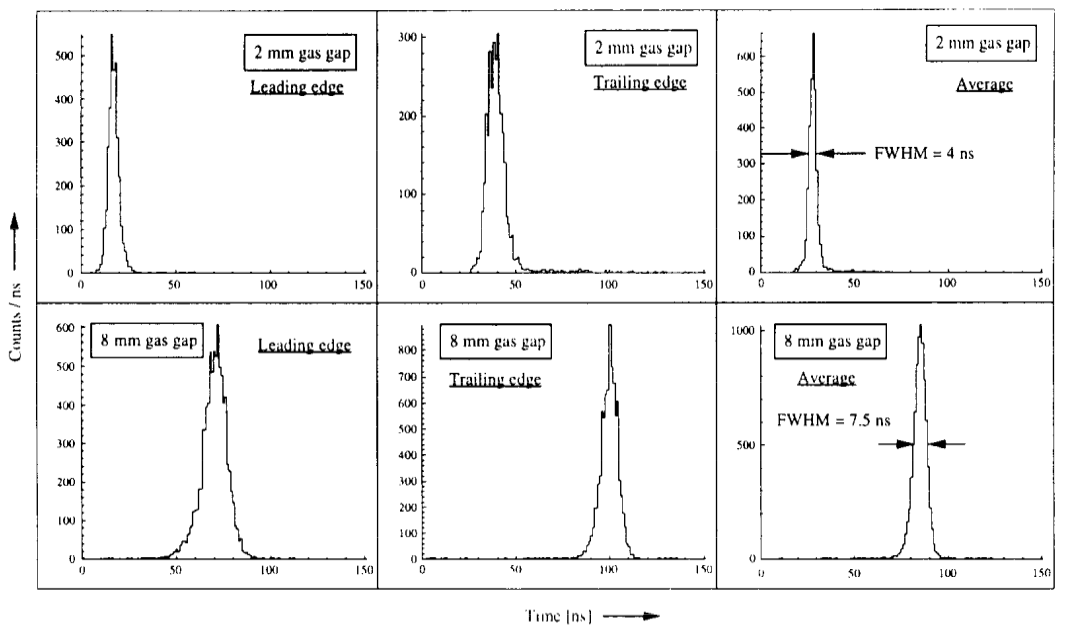 2 mm gas gap
Leading edge
500
400
300
200
100
0
0 50 100 150
2 mm gas gap
Trailing edge
300
200
100
0
0 50 100 150
2 mm gas gap
Average
FWHM = 4 ns
600
500
400
300
200
100
0
0 50 100 150
8 mm gas gap
Leading edge
600
500
400
300
200
100
0
0 50 100 150
8 mm gas gap
Trailing edge
800
700
600
500
400
300
200
100
0
0 50 100 150
8 mm gas gap
Average
FWHM = 7.5 ns
1000
500
0
0 50 100 150
Counts / ns
Time [ns]